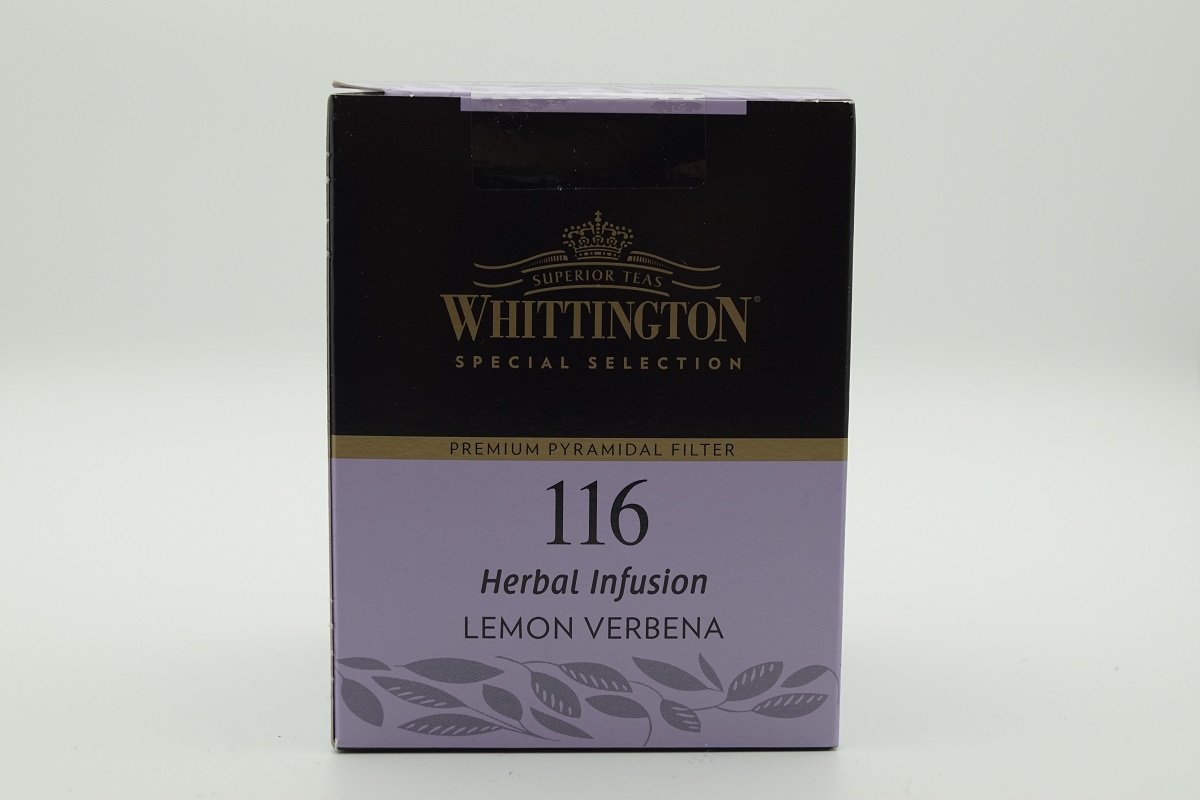 SUPERIOR TEAS
WHITTINGTON®
SPECIAL SELECTION
PREMIUM PYRAMIDAL FILTER
116
Herbal Infusion
LEMON VERBENA